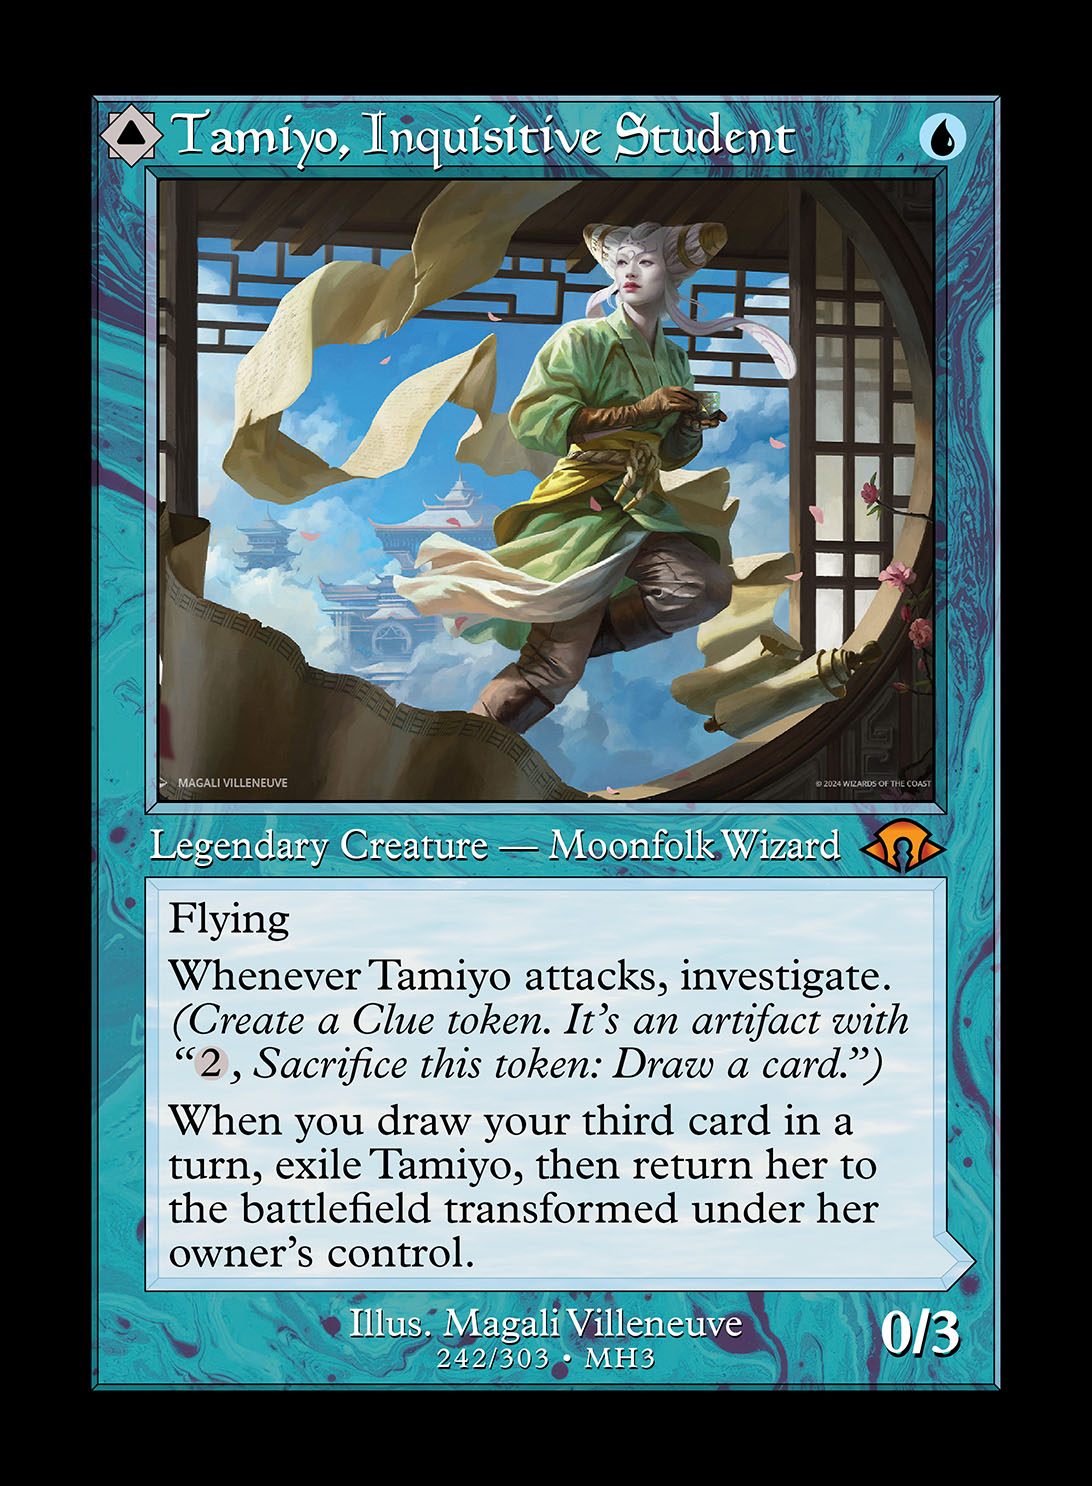 Tamiyo, Inquisitive Student
MAGALI VILLENEUVE
© 2024 WIZARDS OF THE COAST
Legendary Creature — Moonfolk Wizard
Flying
Whenever Tamiyo attacks, investigate.
(Create a Clue token. It's an artifact with
“2, Sacrifice this token: Draw a card.”)
When you draw your third card in a
turn, exile Tamiyo, then return her to
the battlefield transformed under her
owner's control.
Illus. Magali Villeneuve
0/3
242/303 • MH3